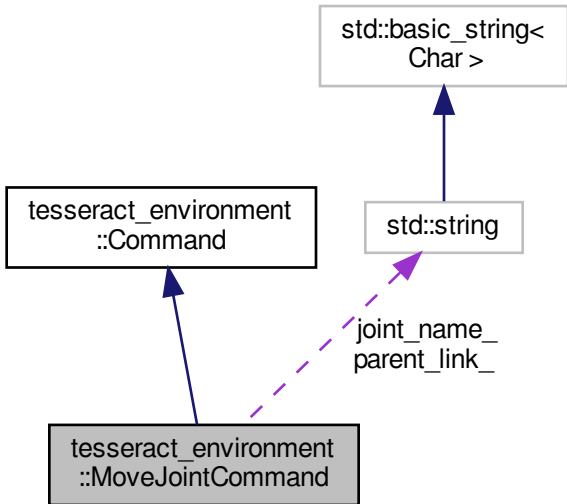 std::basic_string<
Char >
tesseract_environment
::Command
std::string
joint_name_
parent_link_
tesseract_environment
::MoveJointCommand